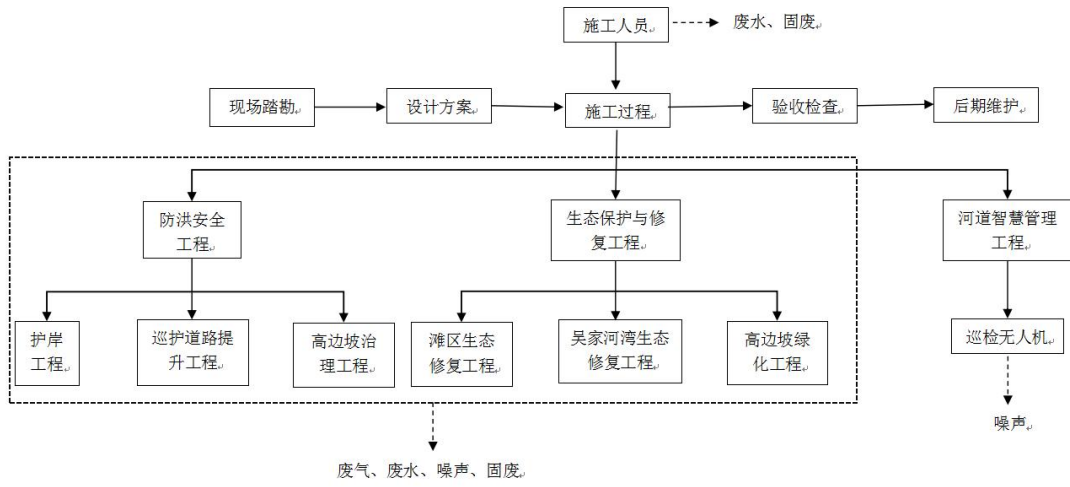 施工人员
废水、固废
现场踏勘
设计方案
施工过程
验收检查
后期维护
防洪安全
工程
生态保护与修
复工程
河道智慧管理
工程
护岸
工程
巡护道路提
升工程
高边坡治
理工程
滩区生态
修复工程
吴家河湾生态
修复工程
高边坡绿
化工程
巡检无人机
噪声
废气、废水、噪声、固废